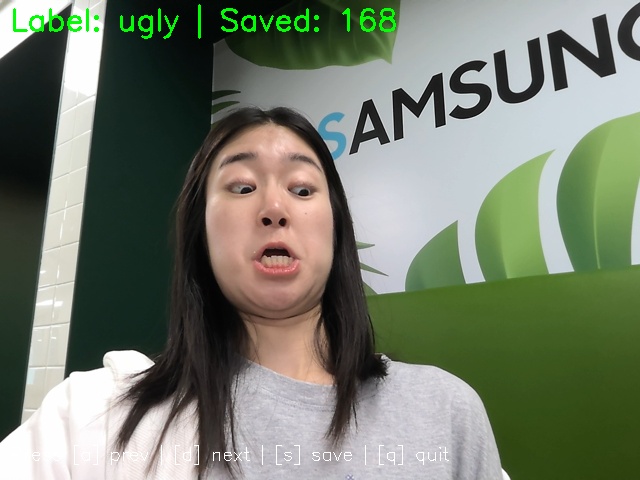 Label: ugly | Saved: 168
SAMSUNG
[a] prev | [d] next | [s] save | [q] quit